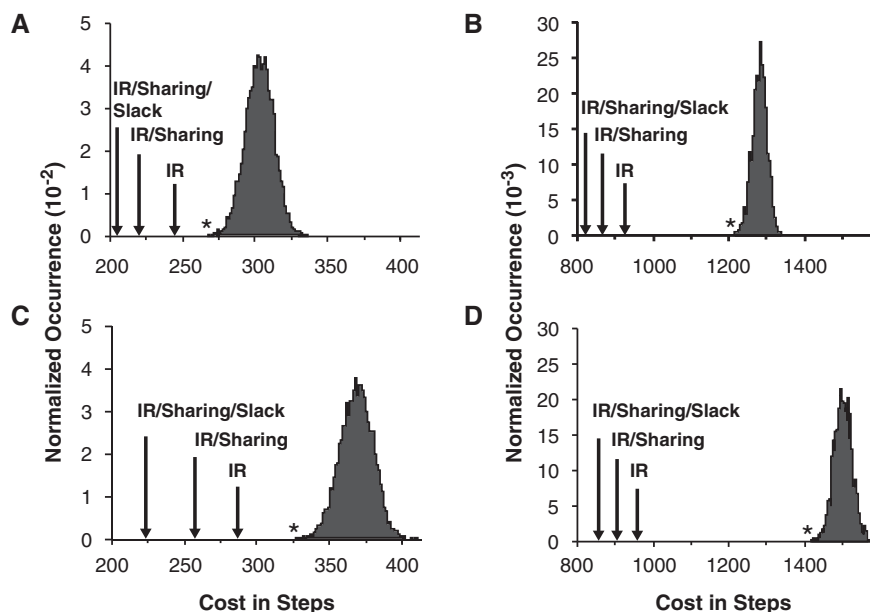 A
5
4
3
2
1
0
IR/Sharing/
Slack
IR/Sharing
IR
*
200 250 300 350 400
B
30
25
20
15
10
5
0
IR/Sharing/Slack
IR/Sharing
IR
*
800 1000 1200 1400
Normalized Occurrence (10-2)
Normalized Occurrence (10-3)
C
5
4
3
2
1
0
IR/Sharing/Slack
IR/Sharing
IR
*
200 250 300 350 400
Cost in Steps
D
30
25
20
15
10
5
0
IR/Sharing/Slack
IR/Sharing
IR
*
800 1000 1200 1400
Cost in Steps